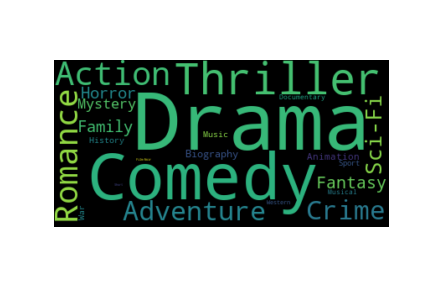 Action
Thriller
Horror
Mystery
Documentary
Drama
Romance
Family
Music
Sci-Fi
History
Biography
Animation
Comedy
Sport
Fantasy
Musical
War
Adventure
Western
Crime